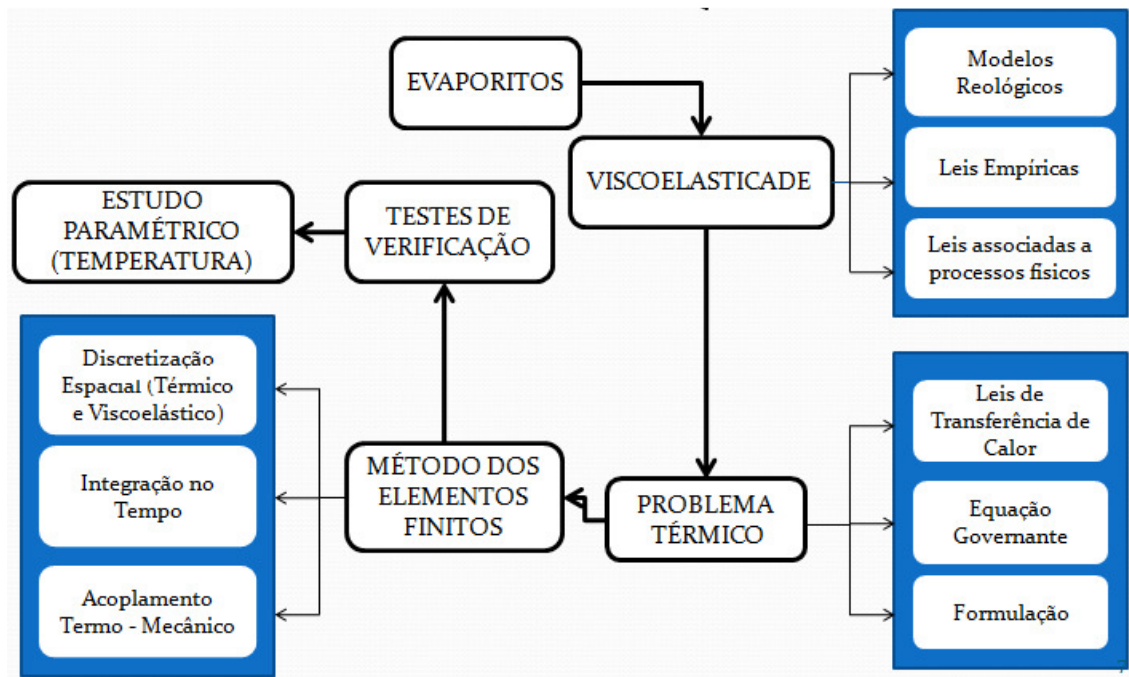 EVAPORITOS
VISCOELASTICADE
Modelos
Reológicos
Leis Empíricas
Leis associadas a
processos físicos
ESTUDO
PARAMÉTRICO
(TEMPERATURA)
TESTES DE
VERIFICAÇÃO
Discretização
Espacial (Térmico
e Viscoelástico)
Integração no
Tempo
Acoplamento
Termo - Mecânico
MÉTODO DOS
ELEMENTOS
FINITOS
PROBLEMA
TÉRMICO
Leis de
Transferência de
Calor
Equação
Governante
Formulação
7